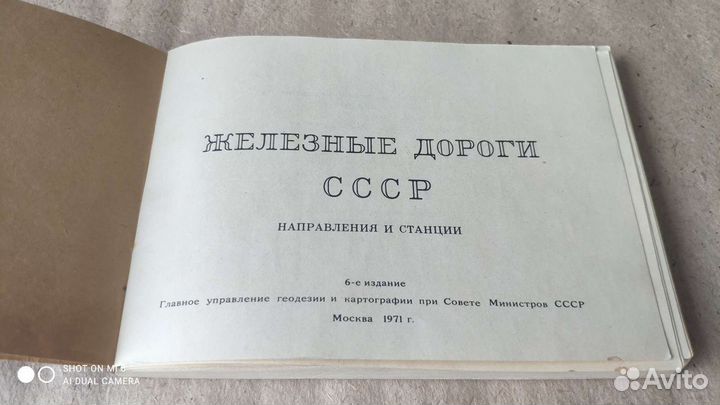 ЖЕЛЕЗНЫЕ ДОРОГИ
СССР
НАПРАВЛЕНИЯ И СТАНЦИИ
6-е издание
Главное управление геодезии и картографии при Совете Министров СССР
Москва 1971 г.
SHOT ON MI 6
AI DUAL CAMERA
Avito